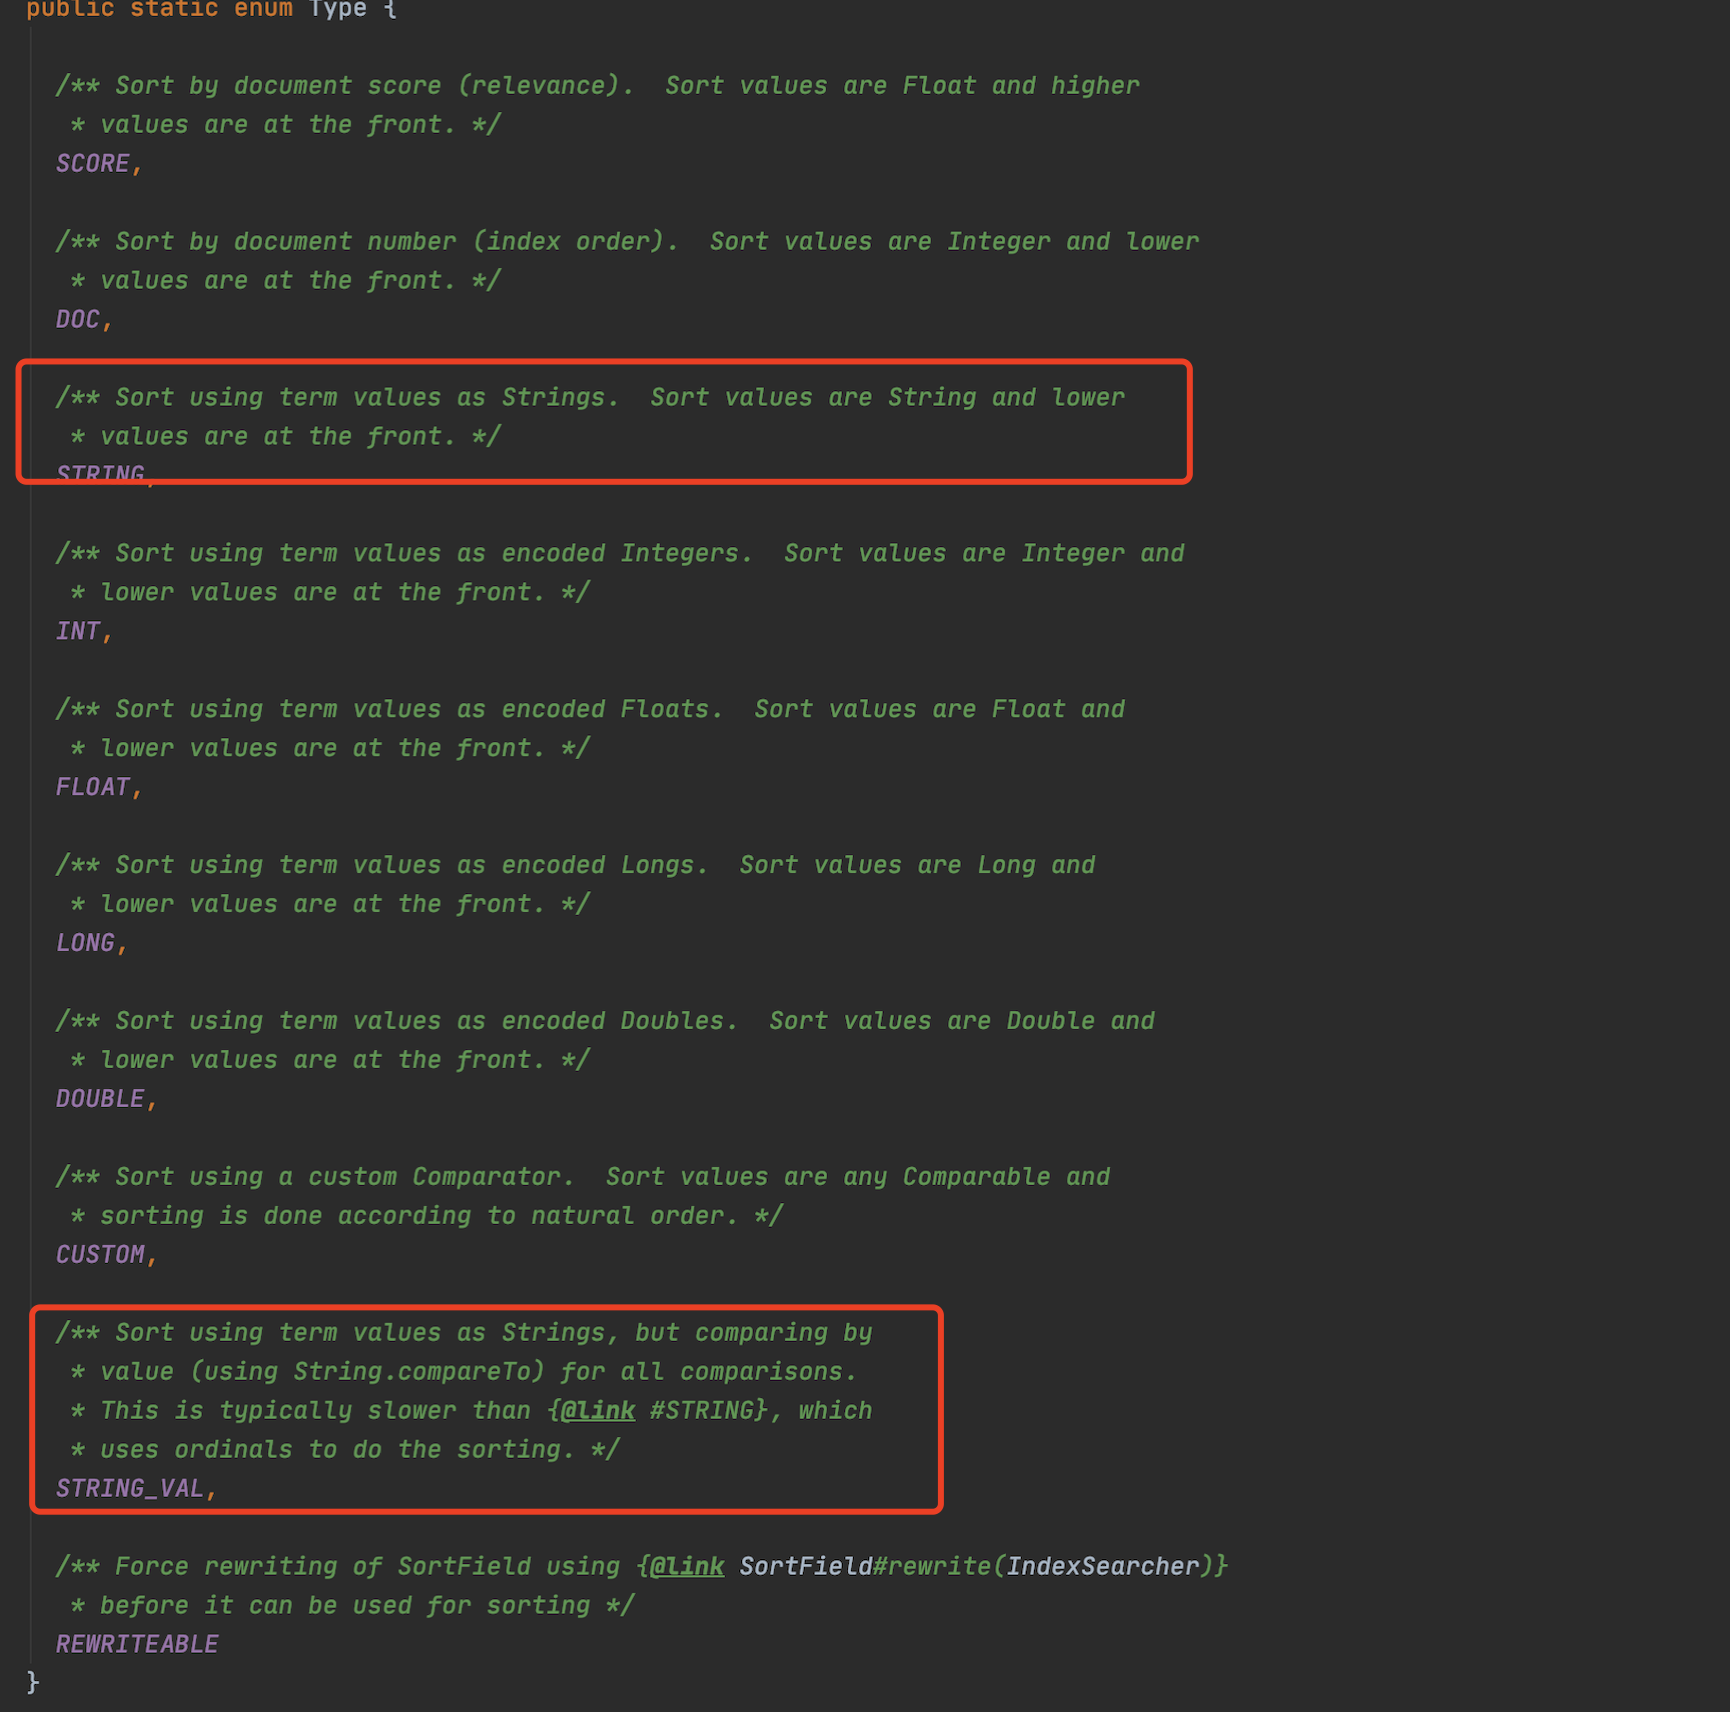 public static enum Type {
/** Sort by document score (relevance).  Sort values are Float and higher
* values are at the front. */
SCORE,
/** Sort by document number (index order).  Sort values are Integer and lower
* values are at the front. */
DOC,
/** Sort using term values as Strings.  Sort values are String and lower
* values are at the front. */
STRING,
/** Sort using term values as encoded Integers.  Sort values are Integer and
* lower values are at the front. */
INT,
/** Sort using term values as encoded Floats.  Sort values are Float and
* lower values are at the front. */
FLOAT,
/** Sort using term values as encoded Longs.  Sort values are Long and
* lower values are at the front. */
LONG,
/** Sort using term values as encoded Doubles.  Sort values are Double and
* lower values are at the front. */
DOUBLE,
/** Sort using a custom Comparator.  Sort values are any Comparable and
* sorting is done according to natural order. */
CUSTOM,
/** Sort using term values as Strings, but comparing by
* value (using String.compareTo) for all comparisons.
* This is typically slower than {@link #STRING}, which
* uses ordinals to do the sorting. */
STRING_VAL,
/** Force rewriting of SortField using {@link SortField#rewrite(IndexSearcher)}
* before it can be used for sorting */
REWRITEABLE
}